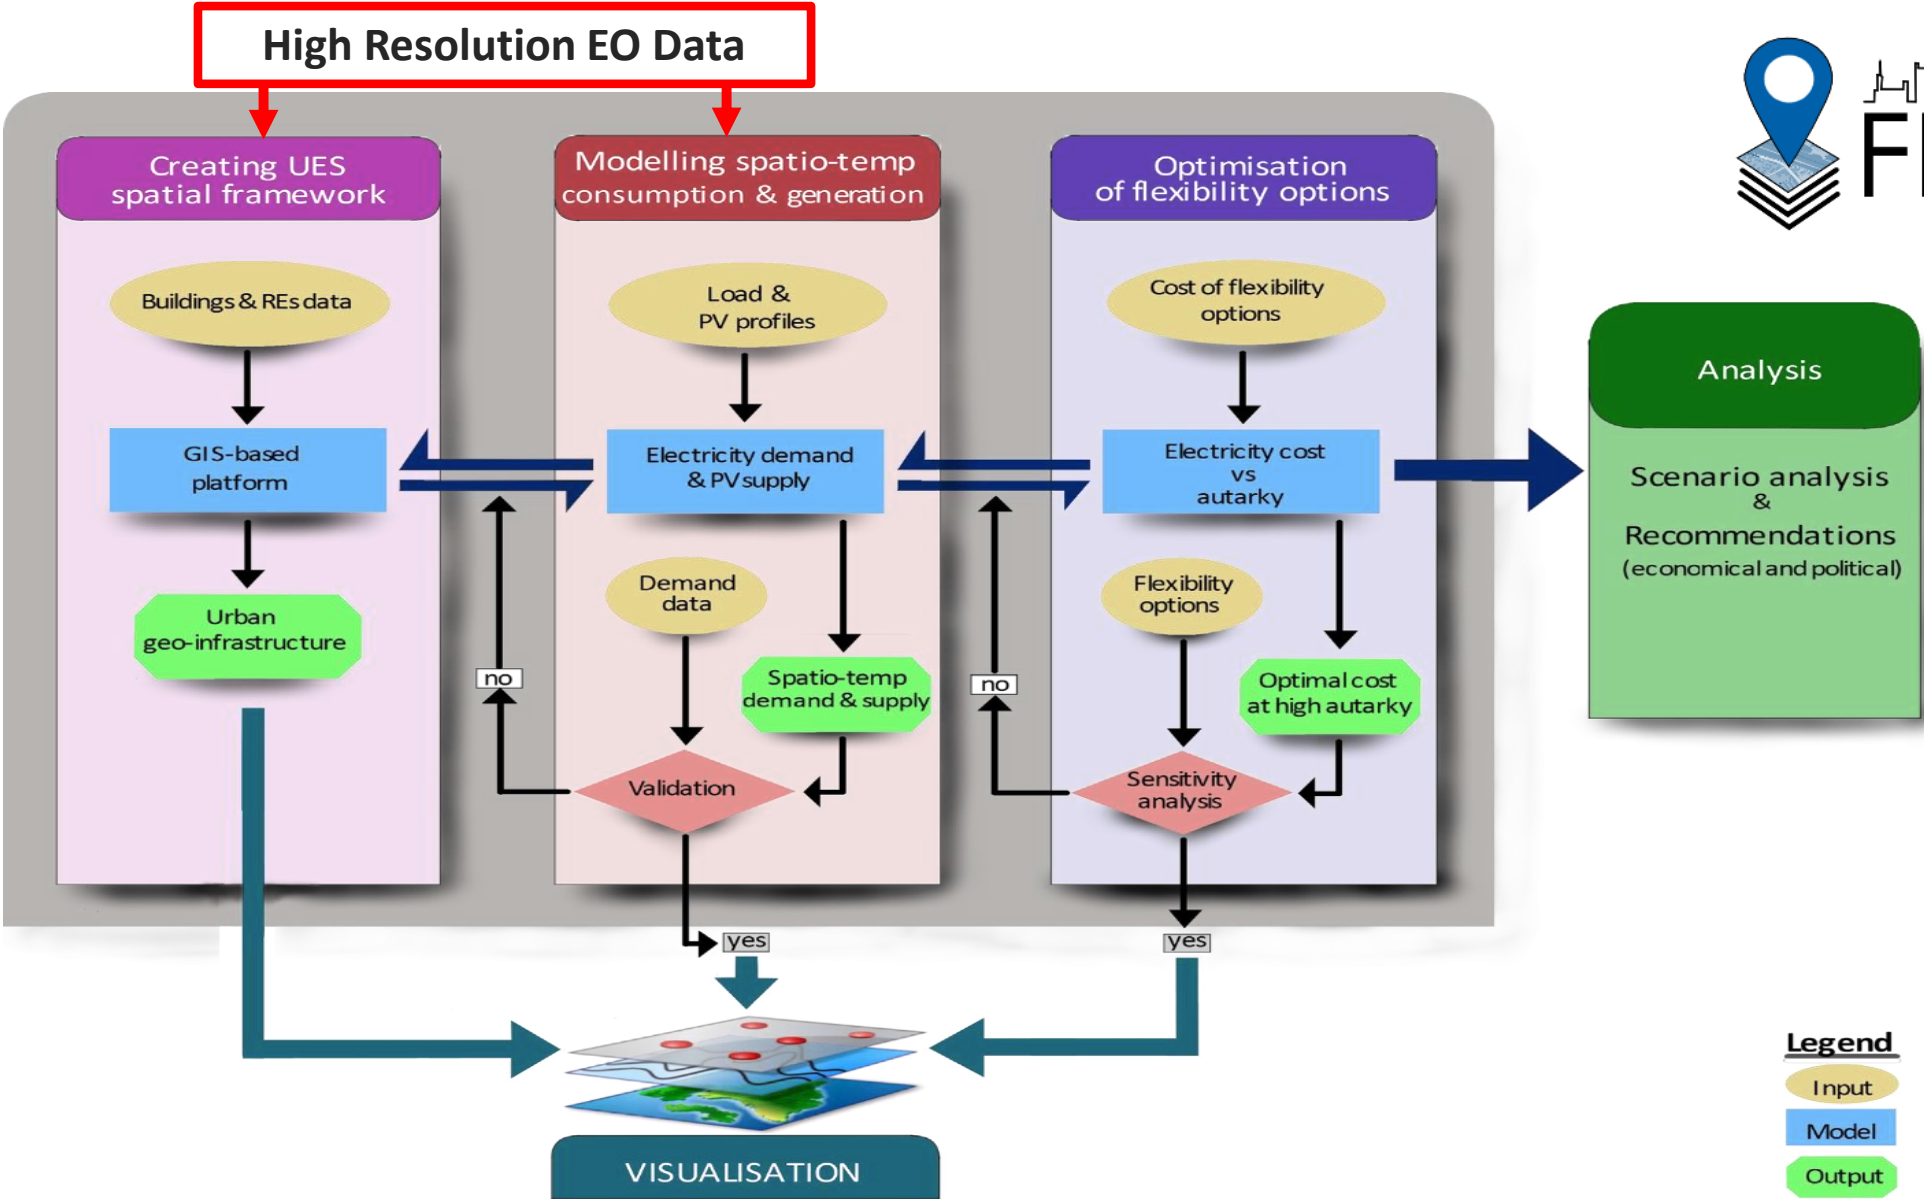 High Resolution EO Data
Creating UES
spatial framework
Buildings & REs data
GIS-based
platform
Urban
geo-infrastructure
Modelling spatio-temp
consumption & generation
Load &
PV profiles
Electricity demand
& PV supply
Demand
data
Spatio-temp
demand & supply
no
Validation
yes
Optimisation
of flexibility options
Cost of flexibility
options
Electricity cost
vs
autarky
Flexibility
options
Optimal cost
at high autarky
no
Sensitivity
analysis
yes
Analysis
Scenario analysis
&
Recommendations
(economical and political)
VISUALISATION
Legend
Input
Model
Output